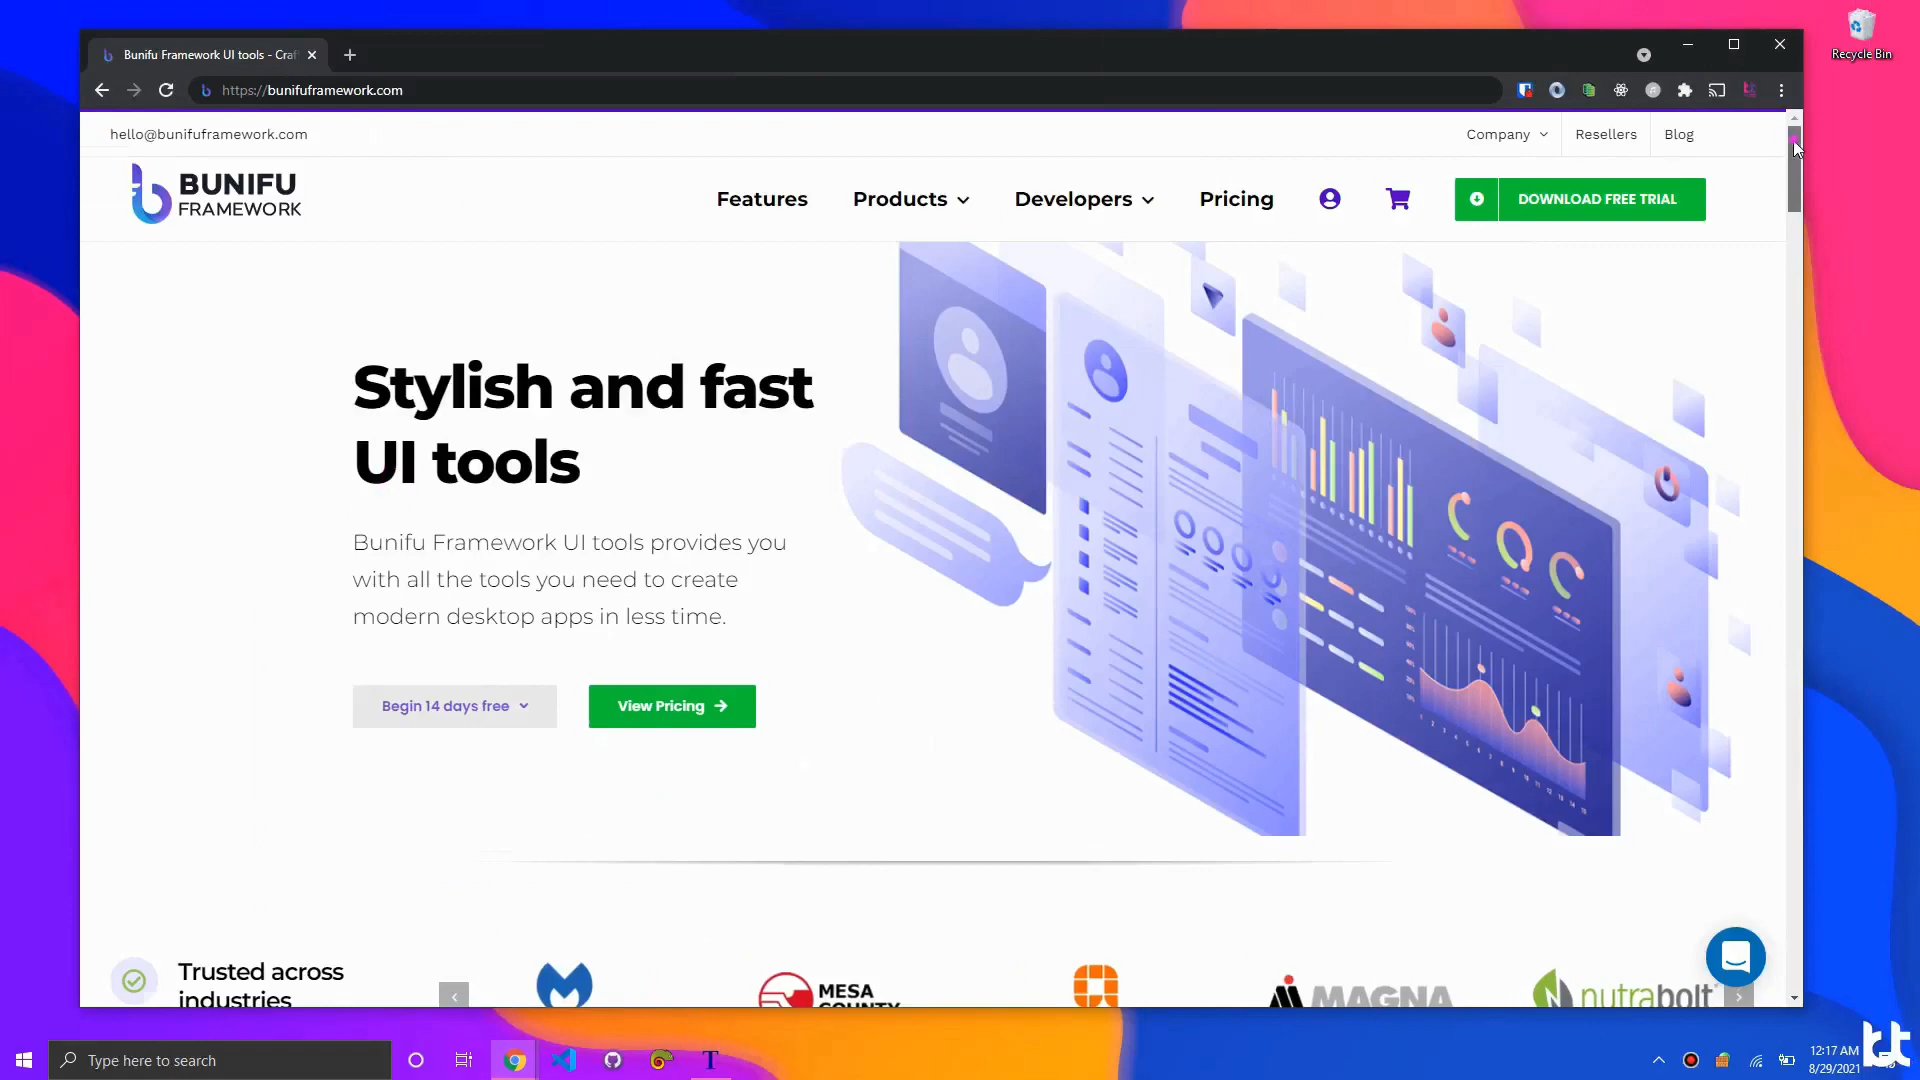 Bunifu Framework UI tools - Craf
Recycle Bin
https://bunifuframework.com
hello@bunifuframework.com
Company
Resellers
Blog
BUNIFU
FRAMEWORK
Features
Products
Developers
Pricing
DOWNLOAD FREE TRIAL
Stylish and fast
UI tools
Bunifu Framework UI tools provides you
with all the tools you need to create
modern desktop apps in less time.
Begin 14 days free
View Pricing
Trusted across
industries
MESA
COUNTY
MAGNA
nutrabolt
Type here to search
12:17 AM
8/29/2021